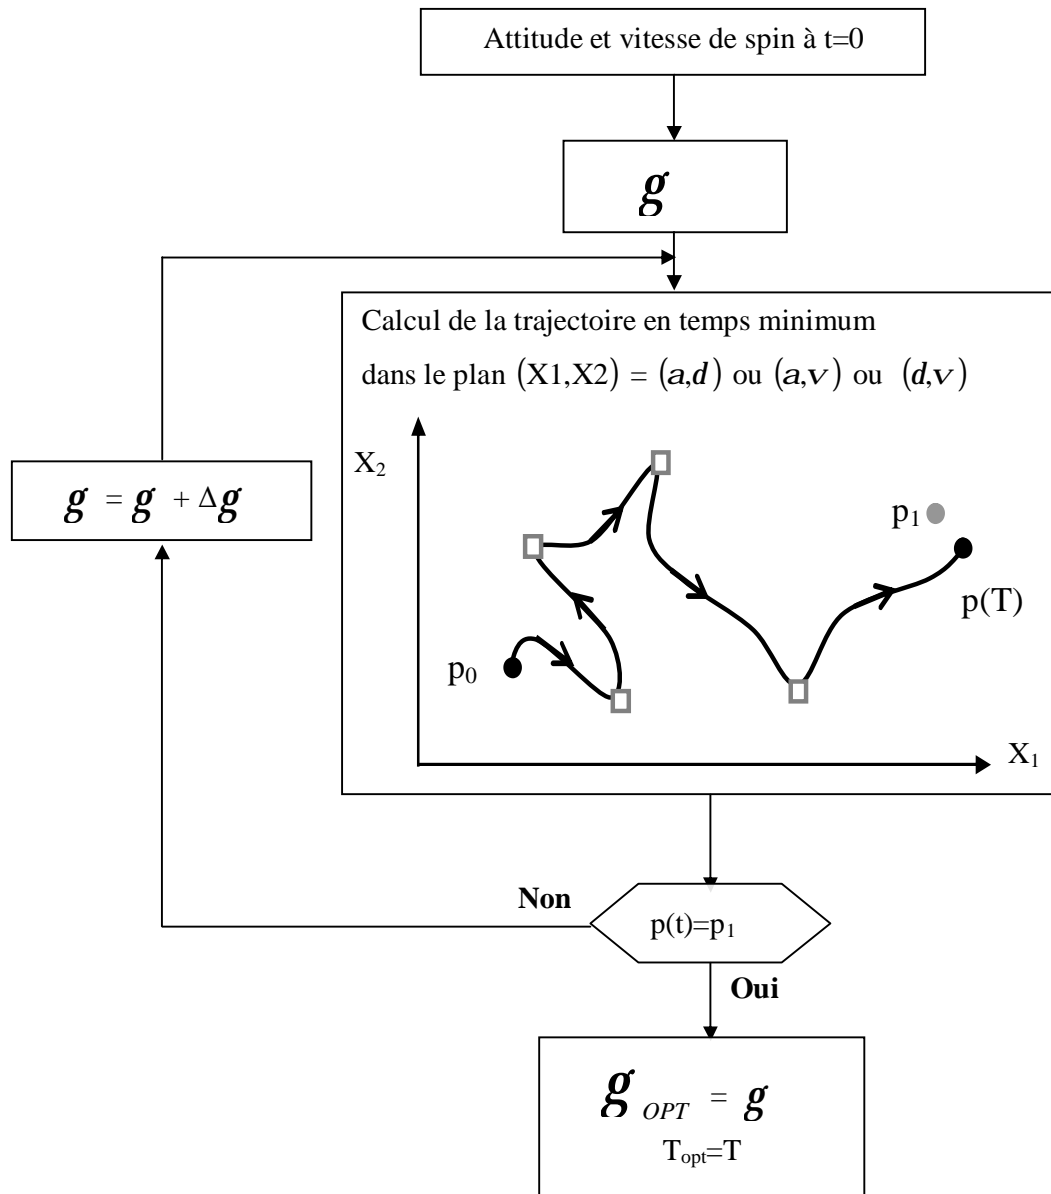 Attitude et vitesse de spin à t=0
g
Calcul de la trajectoire en temps minimum
dans le plan (X1,X2) = (a,d) ou (a,v) ou (d,v)
X₂
g = g + Δg
p₁
p(T)
p₀
X₁
Non
p(t)=p₁
Oui
g OPT = g
Tₒₚₜ=T